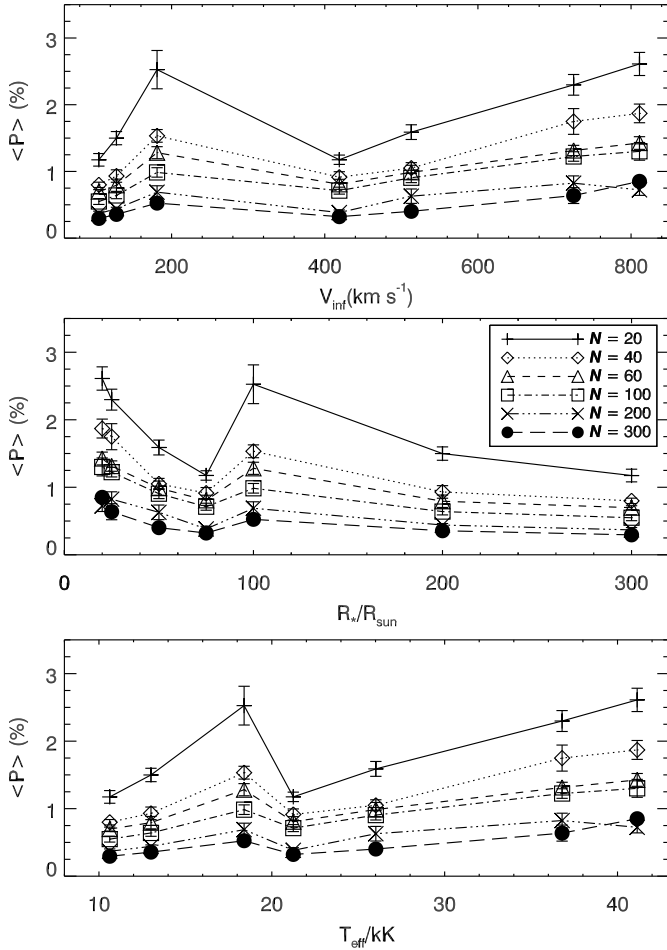 3
2
1
0
<P> (%)
200 400 600 800
V_inf(km s⁻¹)
3
2
1
0
<P> (%)
N = 20
N = 40
N = 60
N = 100
N = 200
N = 300
0 100 200 300
R_*/R_sun
3
2
1
0
<P> (%)
10 20 30 40
T_eff/kK